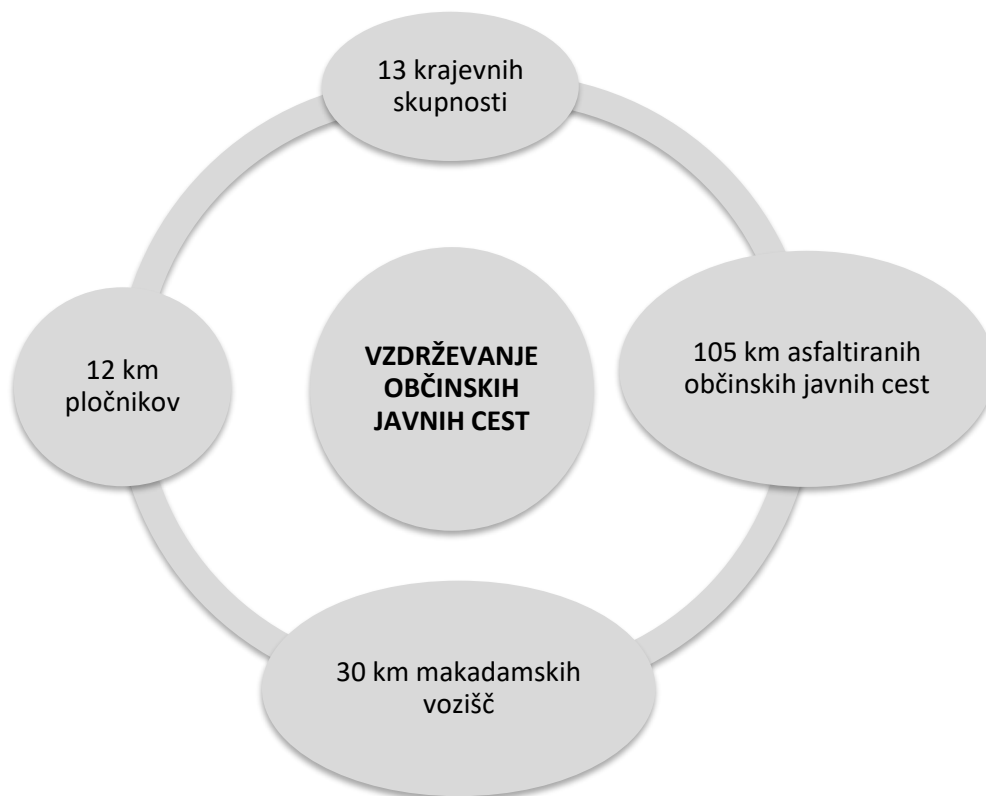 13 krajevnih
skupnosti
105 km asfaltiranih
občinskih javnih cest
30 km makadamskih
vozišč
12 km
pločnikov
VZDRŽEVANJE
OBČINSKIH
JAVNIH CEST